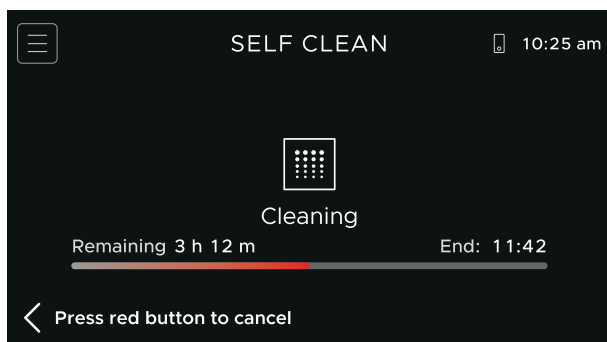 SELF CLEAN
10:25 am
Cleaning
Remaining 3 h 12 m
End: 11:42
Press red button to cancel